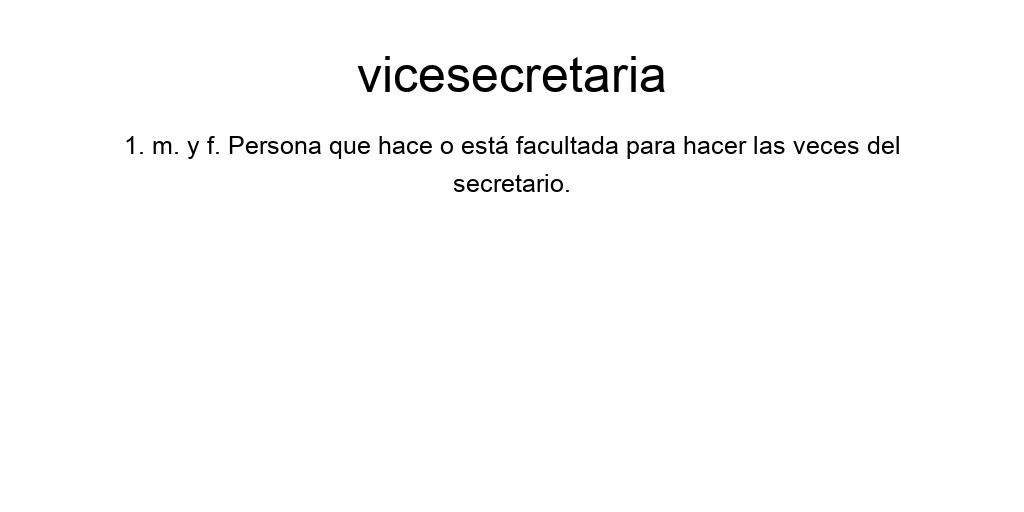 vicesecretaria
1. m. y f. Persona que hace o está facultada para hacer las veces del
secretario.